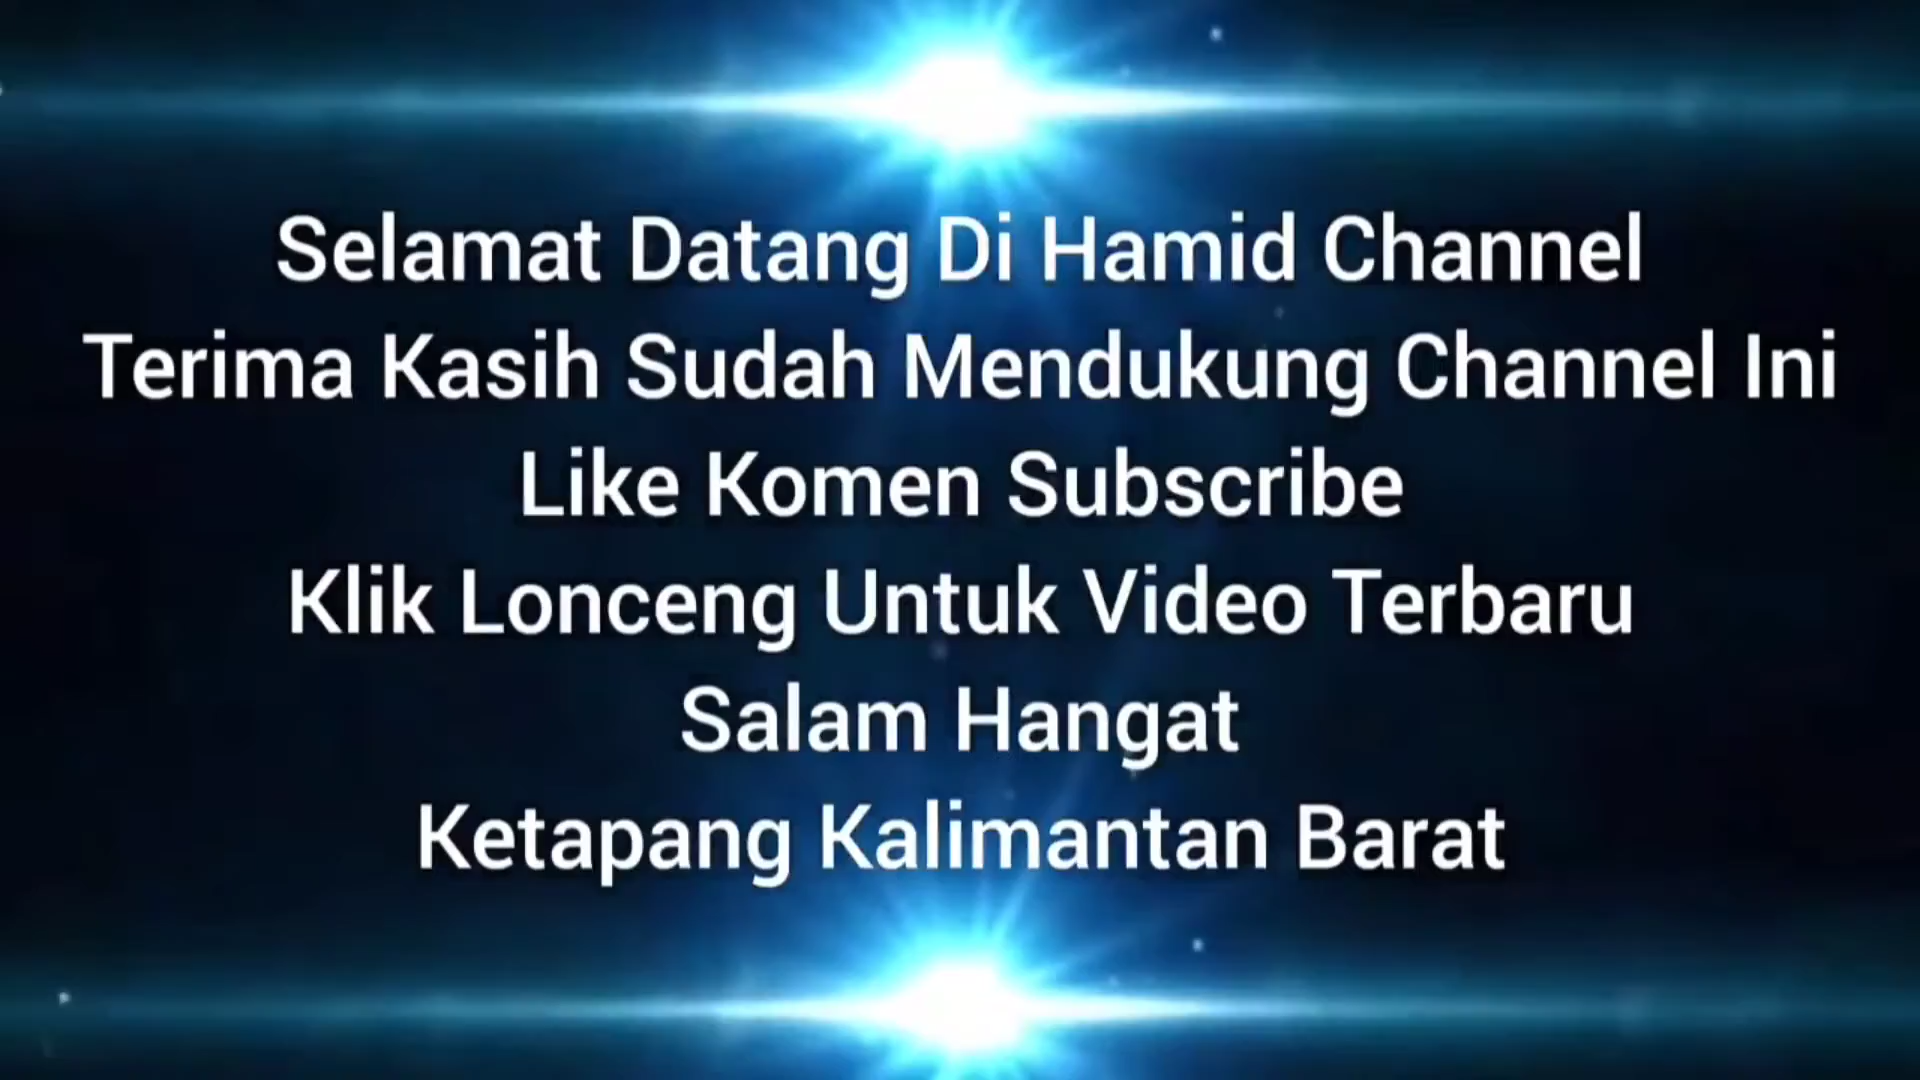 Selamat Datang Di Hamid Channel
Terima Kasih Sudah Mendukung Channel Ini
Like Komen Subscribe
Klik Lonceng Untuk Video Terbaru
Salam Hangat
Ketapang Kalimantan Barat